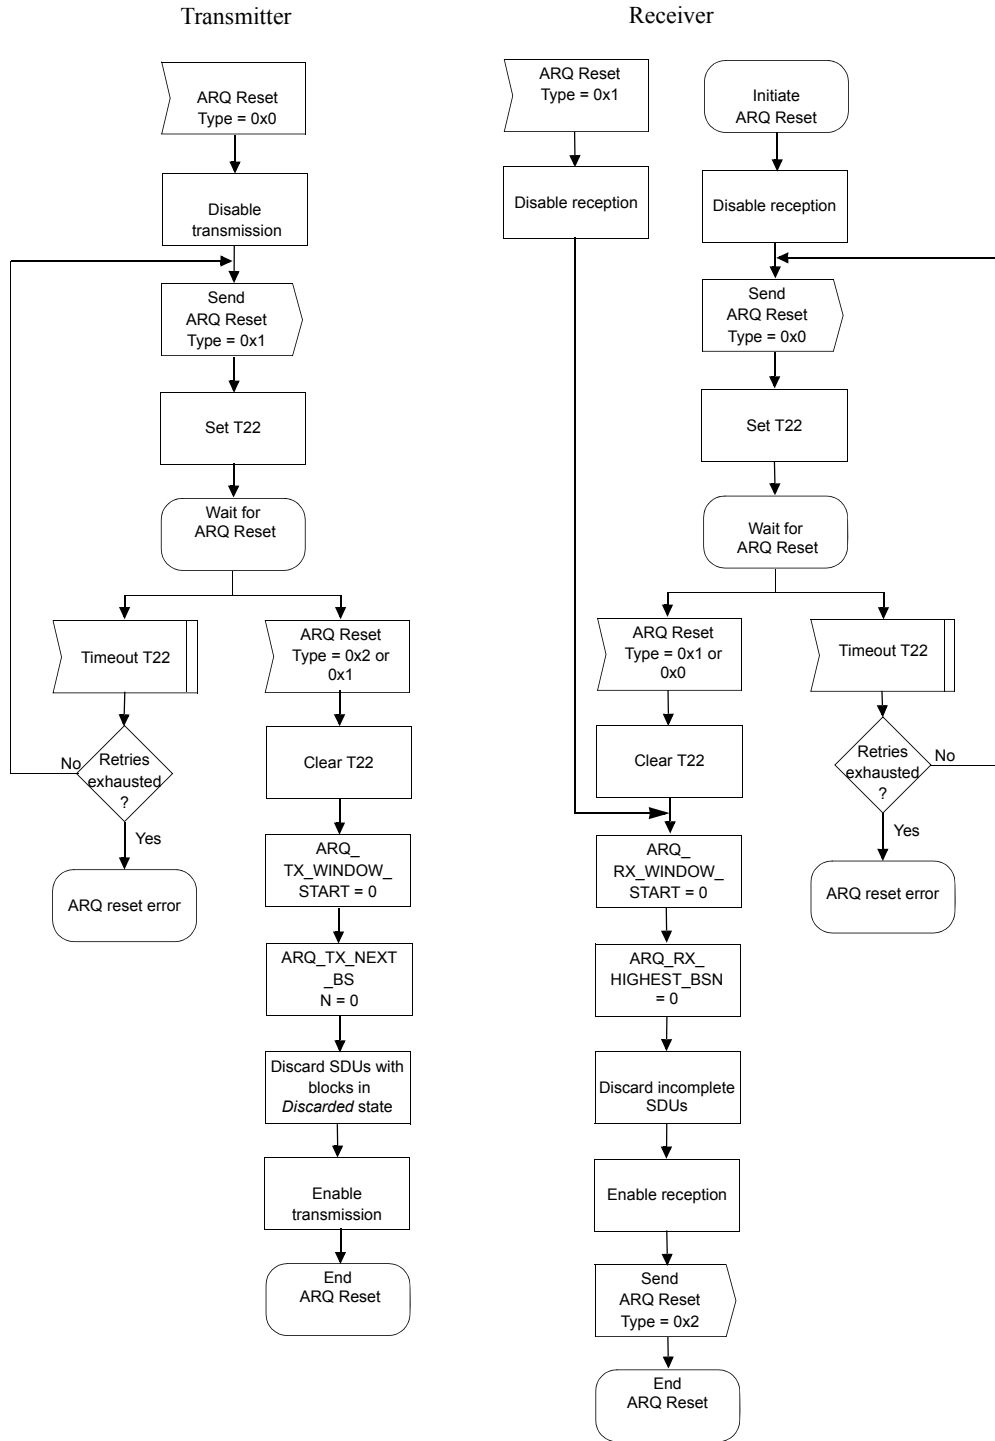 Transmitter
ARQ Reset
Type = 0x0
Disable
transmission
Send
ARQ Reset
Type = 0x1
Set T22
Wait for
ARQ Reset
Timeout T22
Retries
exhausted
?
No
Yes
ARQ reset error
ARQ Reset
Type = 0x2 or
0x1
Clear T22
ARQ_
TX_WINDOW_
START = 0
ARQ_TX_NEXT
_BS
N = 0
Discard SDUs with
blocks in
Discarded state
Enable
transmission
End
ARQ Reset
Receiver
ARQ Reset
Type = 0x1
Disable reception
Initiate
ARQ Reset
Disable reception
Send
ARQ Reset
Type = 0x0
Set T22
Wait for
ARQ Reset
ARQ Reset
Type = 0x1 or
0x0
Clear T22
ARQ_
RX_WINDOW_
START = 0
ARQ_RX_
HIGHEST_BSN
= 0
Discard incomplete
SDUs
Enable reception
Send
ARQ Reset
Type = 0x2
End
ARQ Reset
Timeout T22
Retries
exhausted
?
No
Yes
ARQ reset error